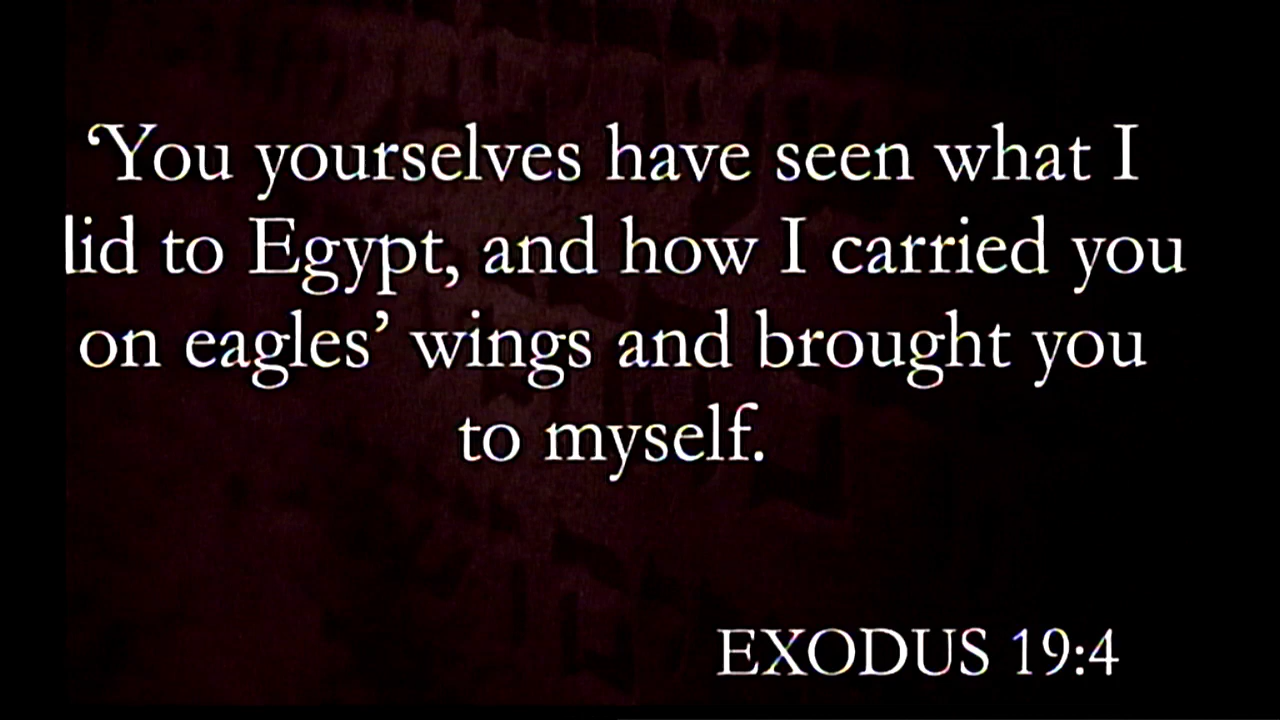 ‘You yourselves have seen what I
did to Egypt, and how I carried you
on eagles’ wings and brought you
to myself.
EXODUS 19:4